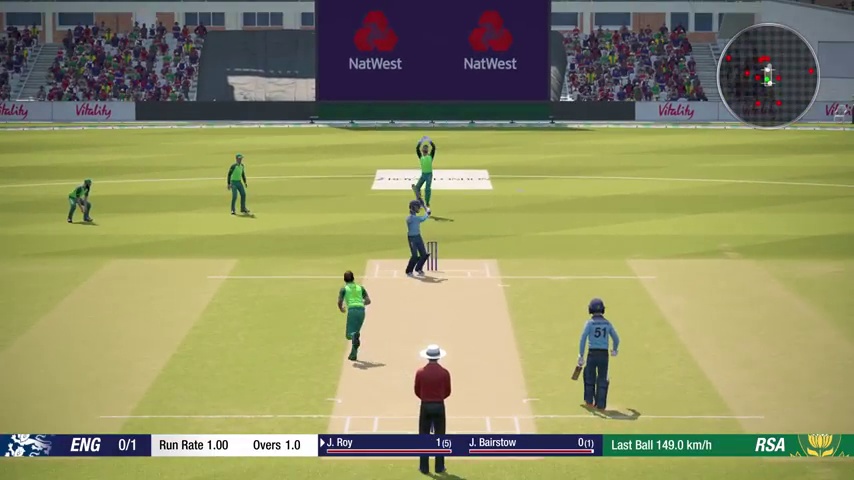 NatWest NatWest
Vitality Vitality Vitality Vitality
51
ENG 0/1 Run Rate 1.00 Overs 1.0 J. Roy 1(5) J. Bairstow 0(1) Last Ball 149.0 km/h RSA